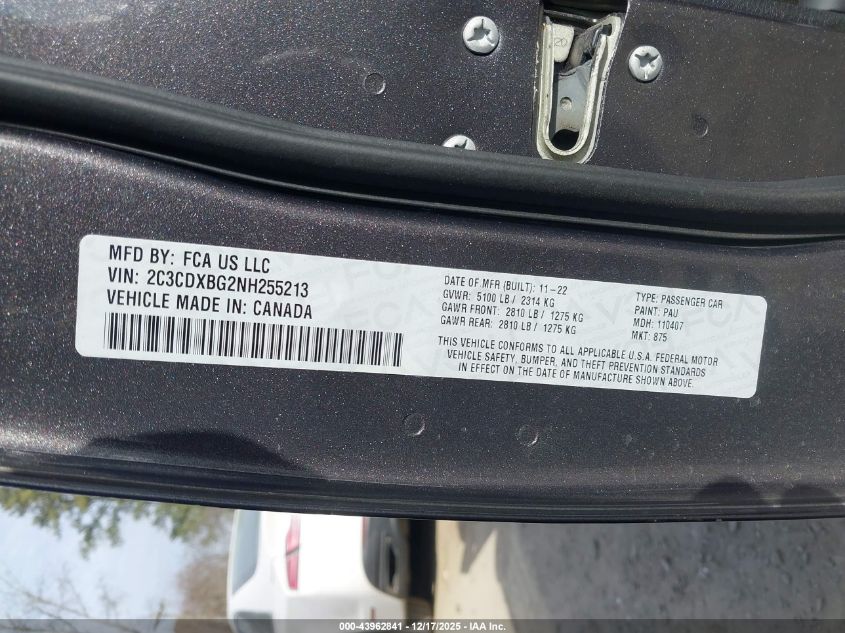 20
MFD BY: FCA US LLC
VIN: 2C3CDXBG2NH255213
VEHICLE MADE IN: CANADA
DATE OF MFR (BUILT): 11-22
GVWR: 5100 LB / 2314 KG
GAWR FRONT: 2810 LB / 1275 KG
GAWR REAR: 2810 LB / 1275 KG
TYPE: PASSENGER CAR
PAINT: PAU
MDH: 110407
MKT: 875
THIS VEHICLE CONFORMS TO ALL APPLICABLE U.S.A. FEDERAL MOTOR
VEHICLE SAFETY, BUMPER, AND THEFT PREVENTION STANDARDS
IN EFFECT ON THE DATE OF MANUFACTURE SHOWN ABOVE.
000-43962841 - 12/17/2025 - IAA Inc.